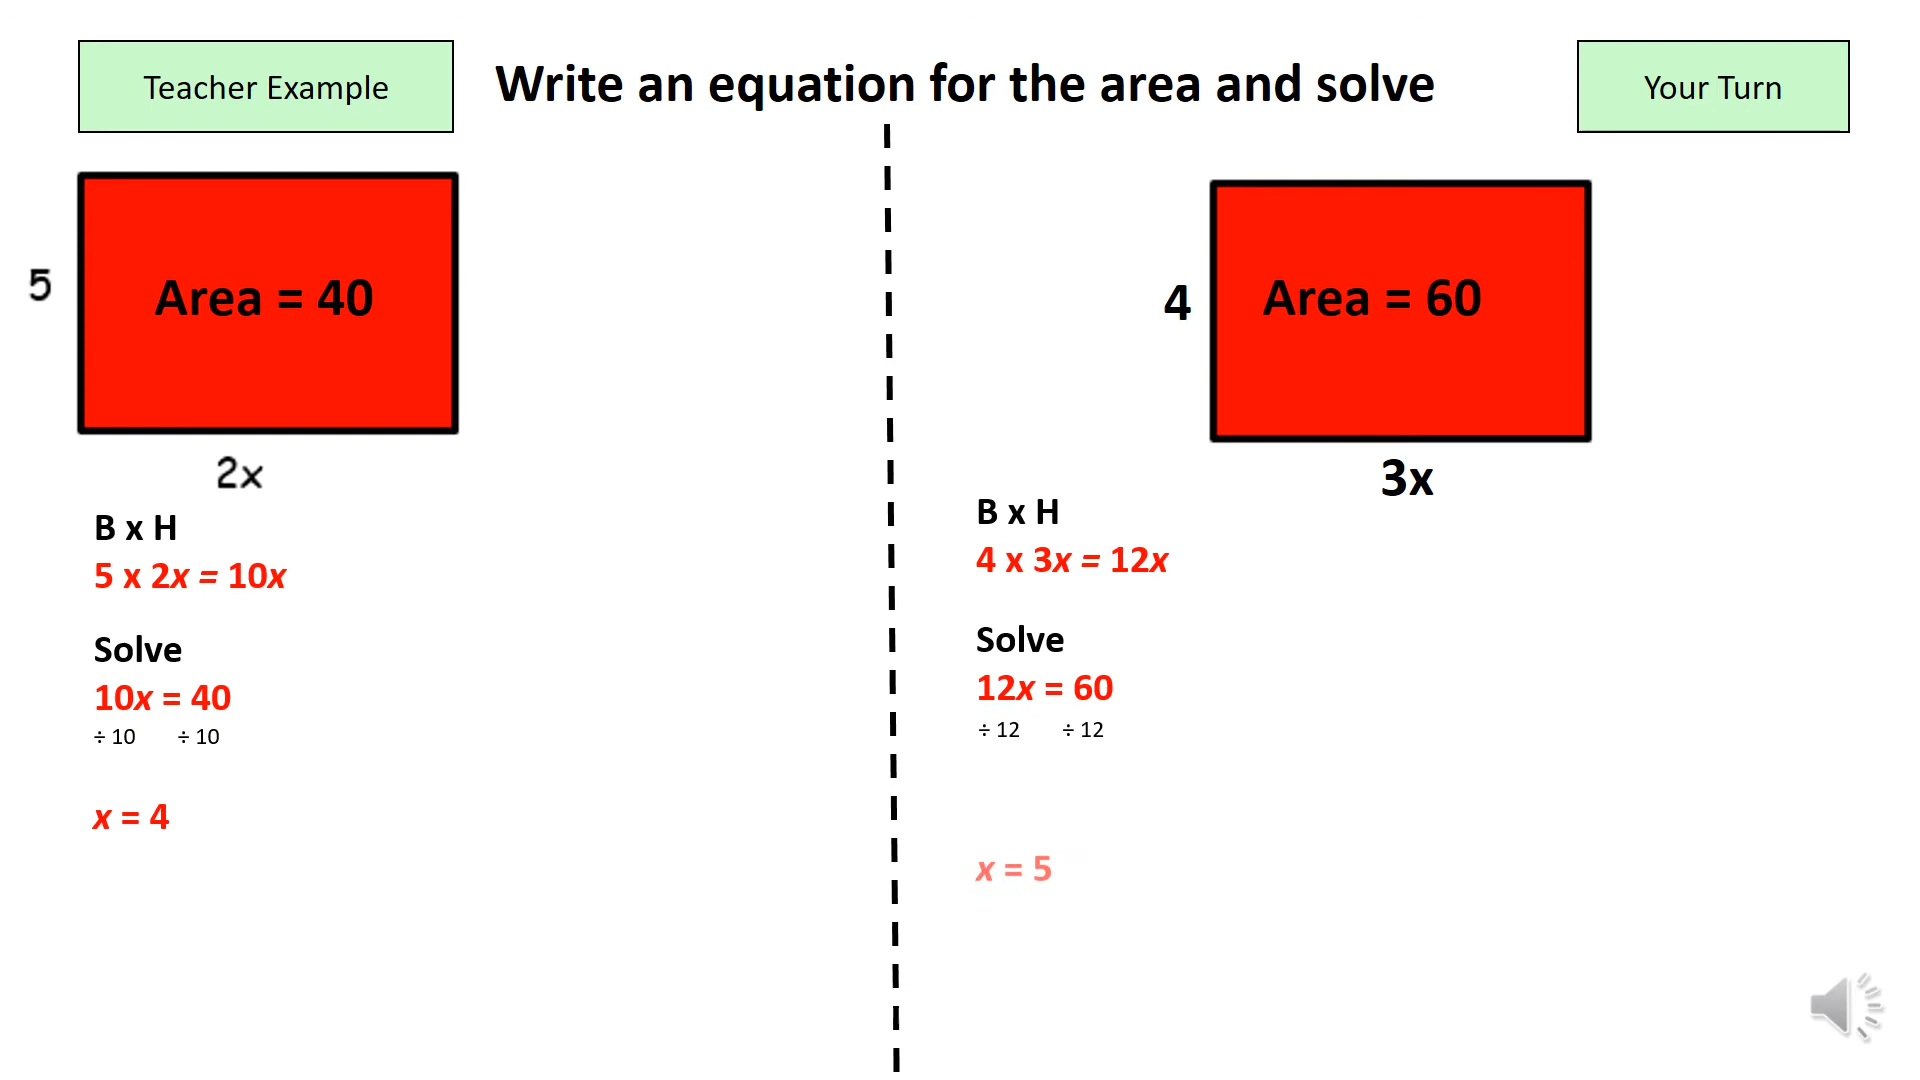 Teacher Example
Write an equation for the area and solve
Your Turn
5
Area = 40
2x
B x H
5 x 2x = 10x
Solve
10x = 40
÷ 10 ÷ 10
x = 4
4
Area = 60
3x
B x H
4 x 3x = 12x
Solve
12x = 60
÷ 12 ÷ 12
x = 5